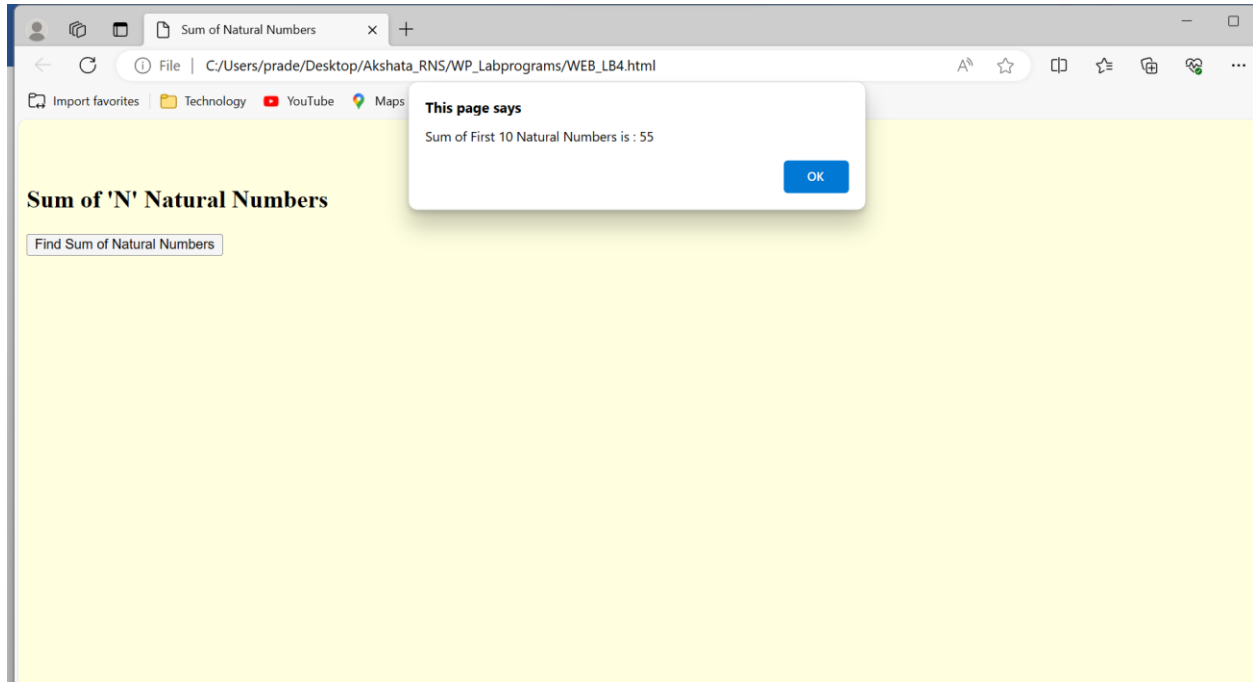 Sum of Natural Numbers
File | C:/Users/prade/Desktop/Akshata_RNS/WP_Labprograms/WEB_LB4.html
Import favorites Technology YouTube Maps
This page says
Sum of First 10 Natural Numbers is : 55
OK
Sum of 'N' Natural Numbers
Find Sum of Natural Numbers